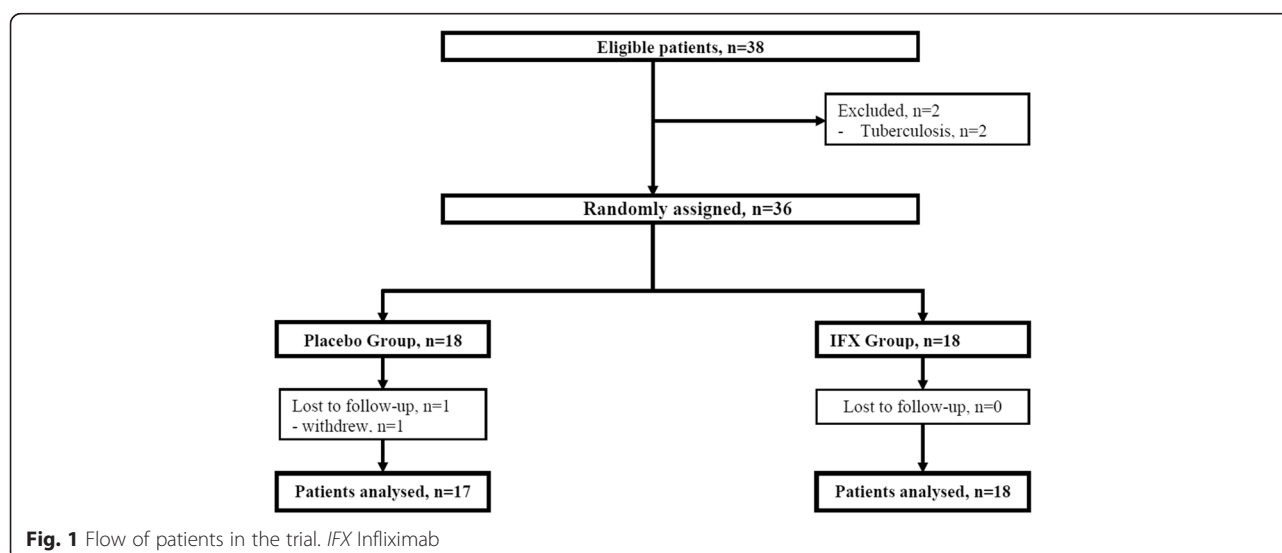 Eligible patients, n=38
Excluded, n=2
- Tuberculosis, n=2
Randomly assigned, n=36
Placebo Group, n=18
IFX Group, n=18
Lost to follow-up, n=1
- withdrew, n=1
Lost to follow-up, n=0
Patients analysed, n=17
Patients analysed, n=18
Fig. 1 Flow of patients in the trial. IFX Infliximab